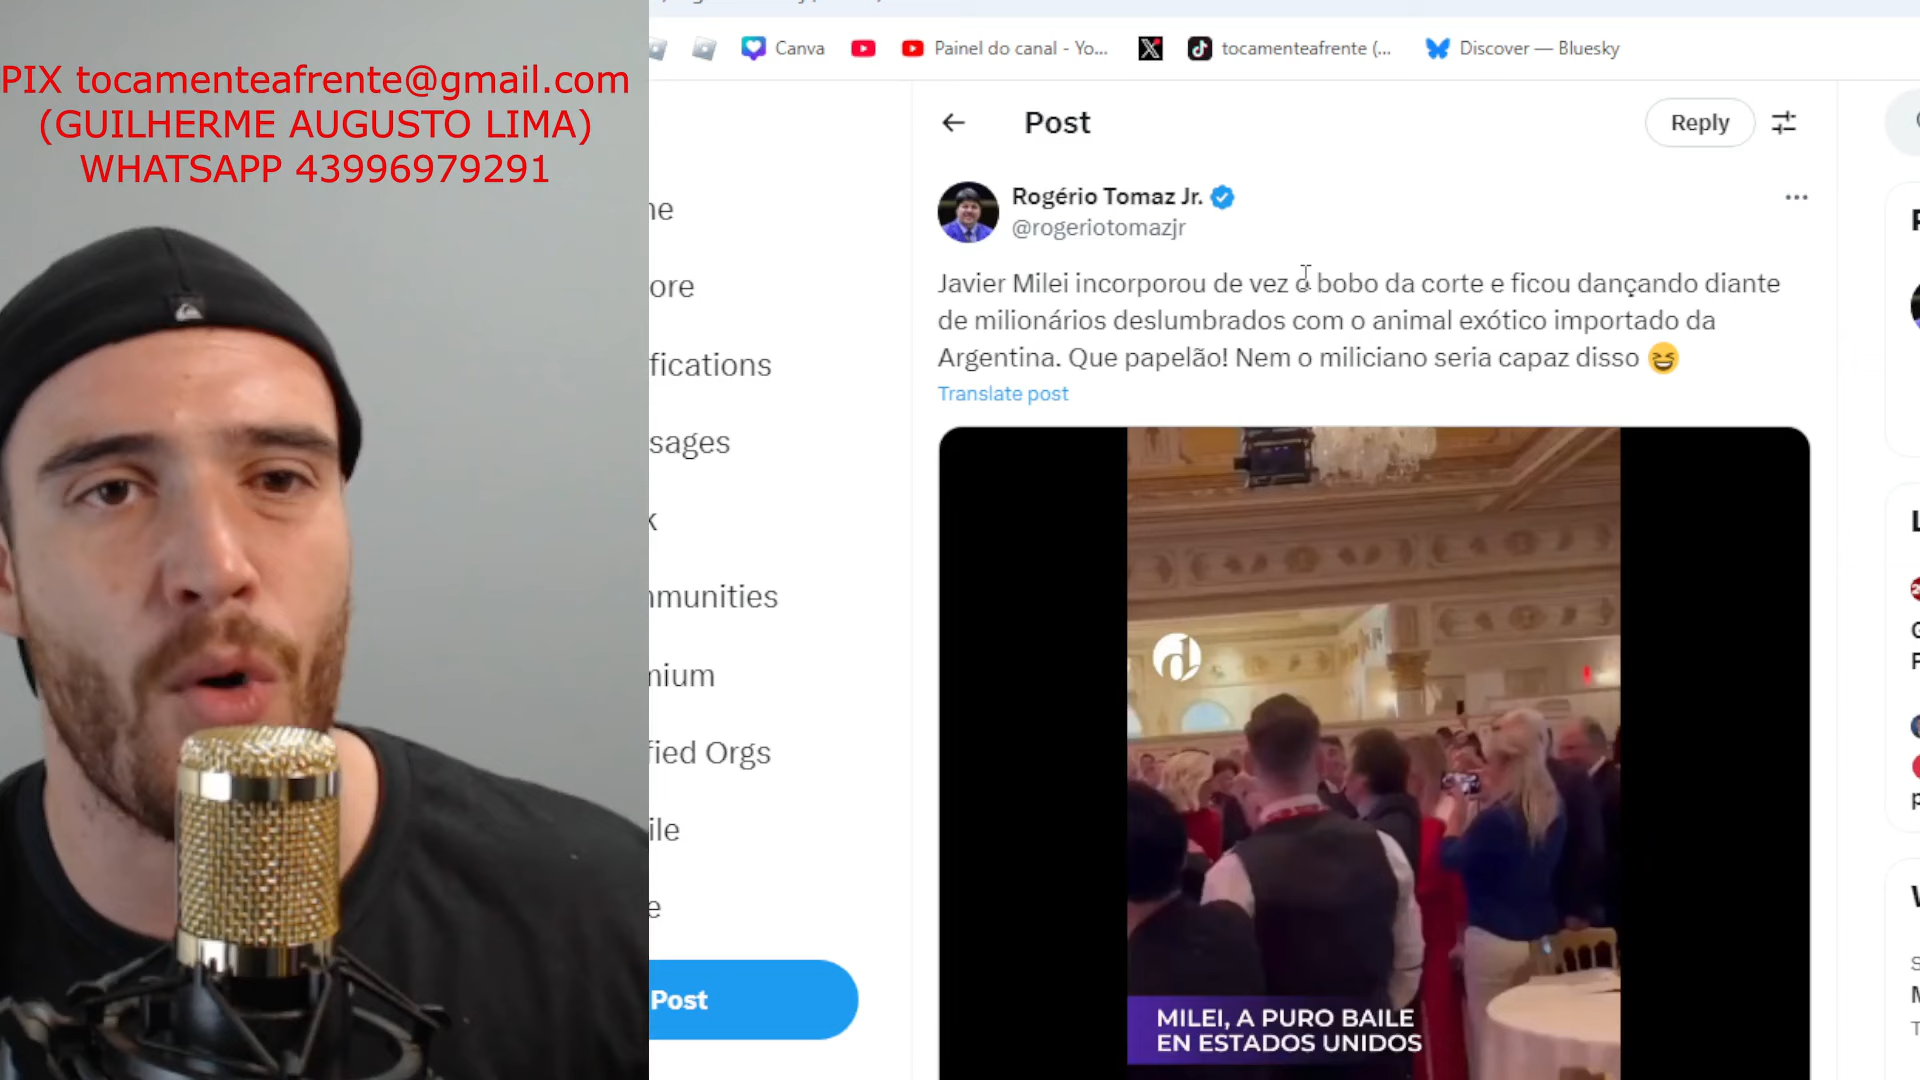 PIX tocamenteafrente@gmail.com
(GUILHERME AUGUSTO LIMA)
WHATSAPP 43996979291
Canva
Painel do canal - Yo...
tocamenteafrente (...
Discover — Bluesky
Post
Reply
Rogério Tomaz Jr.
@rogeriotomazjr
Javier Milei incorporou de vez o bobo da corte e ficou dançando diante
de milionários deslumbrados com o animal exótico importado da
Argentina. Que papelão! Nem o miliciano seria capaz disso 😆
Translate post
ne
ore
fications
sages
k
nmunities
nium
fied Orgs
ile
e
Post
MILEI, A PURO BAILE
EN ESTADOS UNIDOS